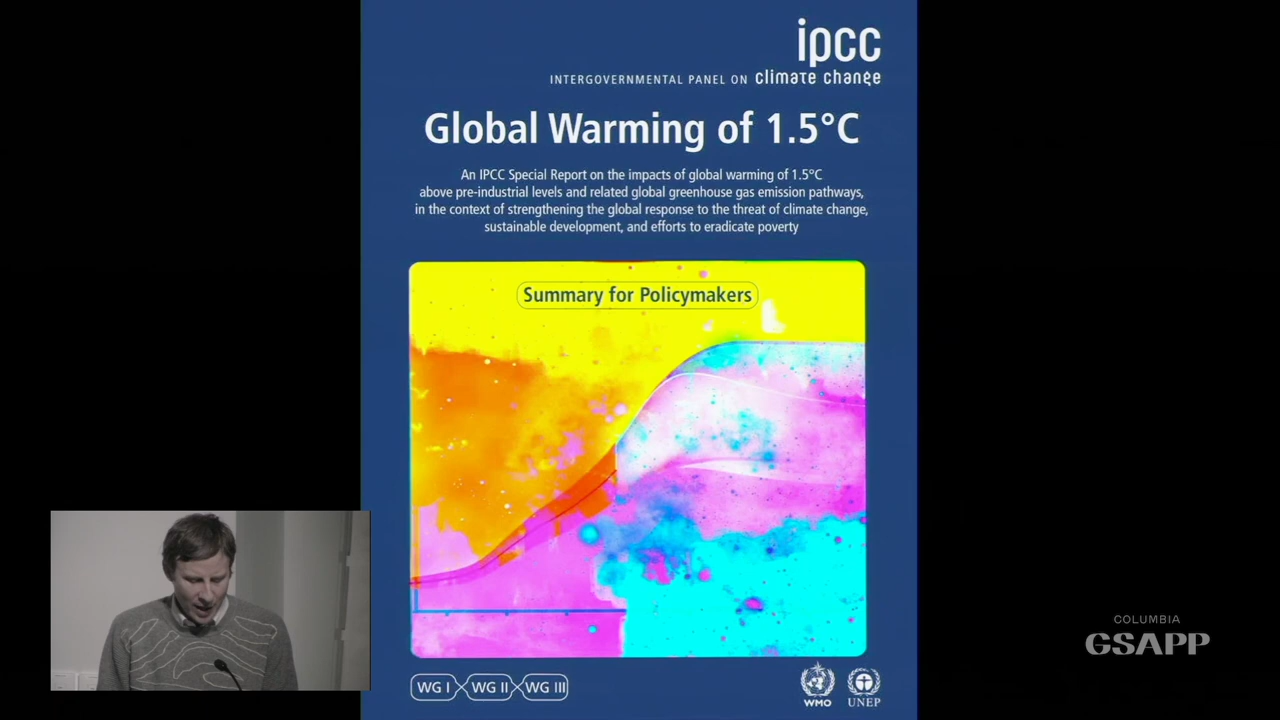 ipcc
INTERGOVERNMENTAL PANEL ON climate change
Global Warming of 1.5°C
An IPCC Special Report on the impacts of global warming of 1.5°C
above pre-industrial levels and related global greenhouse gas emission pathways,
in the context of strengthening the global response to the threat of climate change,
sustainable development, and efforts to eradicate poverty
Summary for Policymakers
WG I WG II WG III
WMO UNEP
COLUMBIA
GSAPP